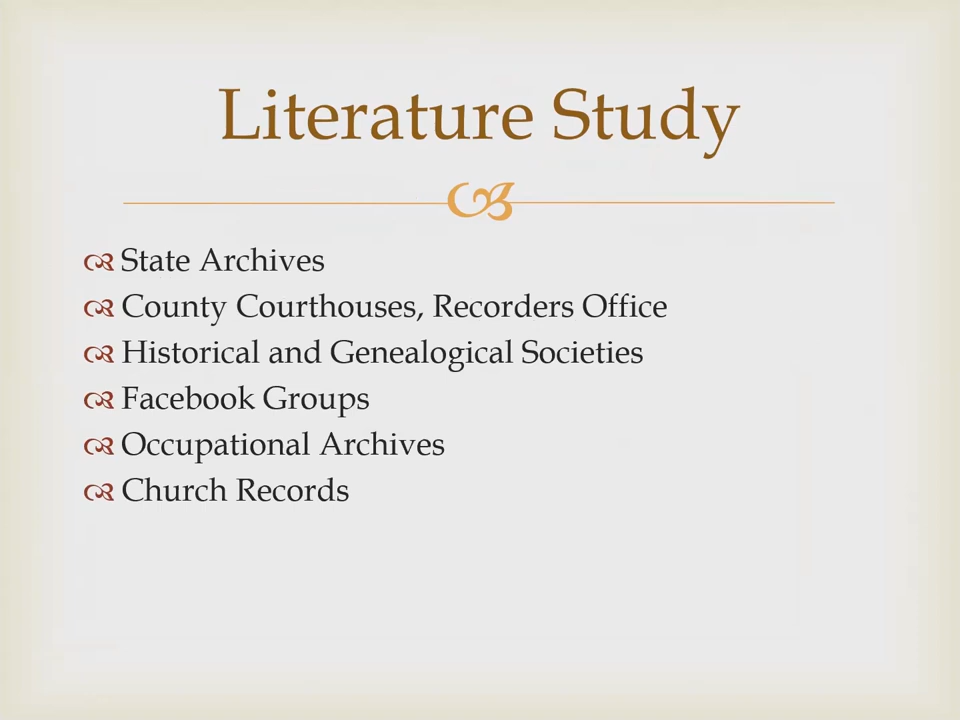 Literature Study
State Archives
County Courthouses, Recorders Office
Historical and Genealogical Societies
Facebook Groups
Occupational Archives
Church Records